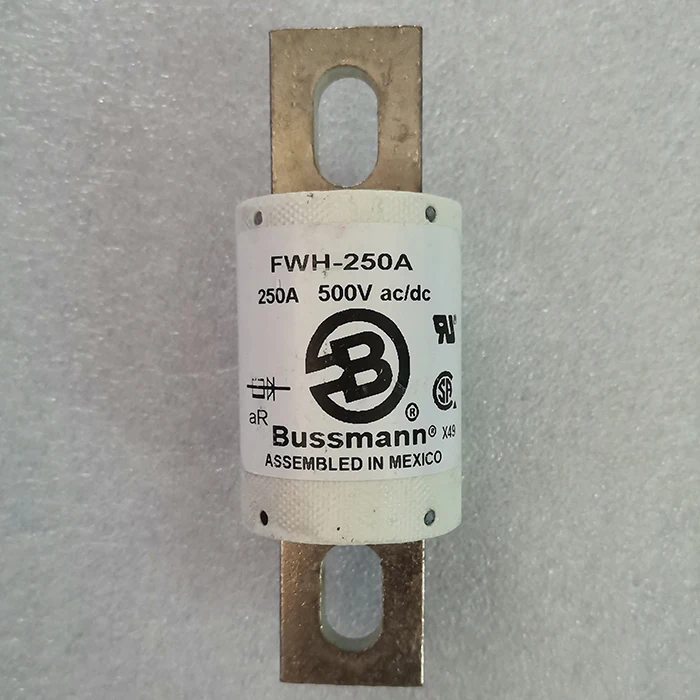 FWH-250A
250A 500V ac/dc
B
®
aR
Bussmann® X49
ASSEMBLED IN MEXICO